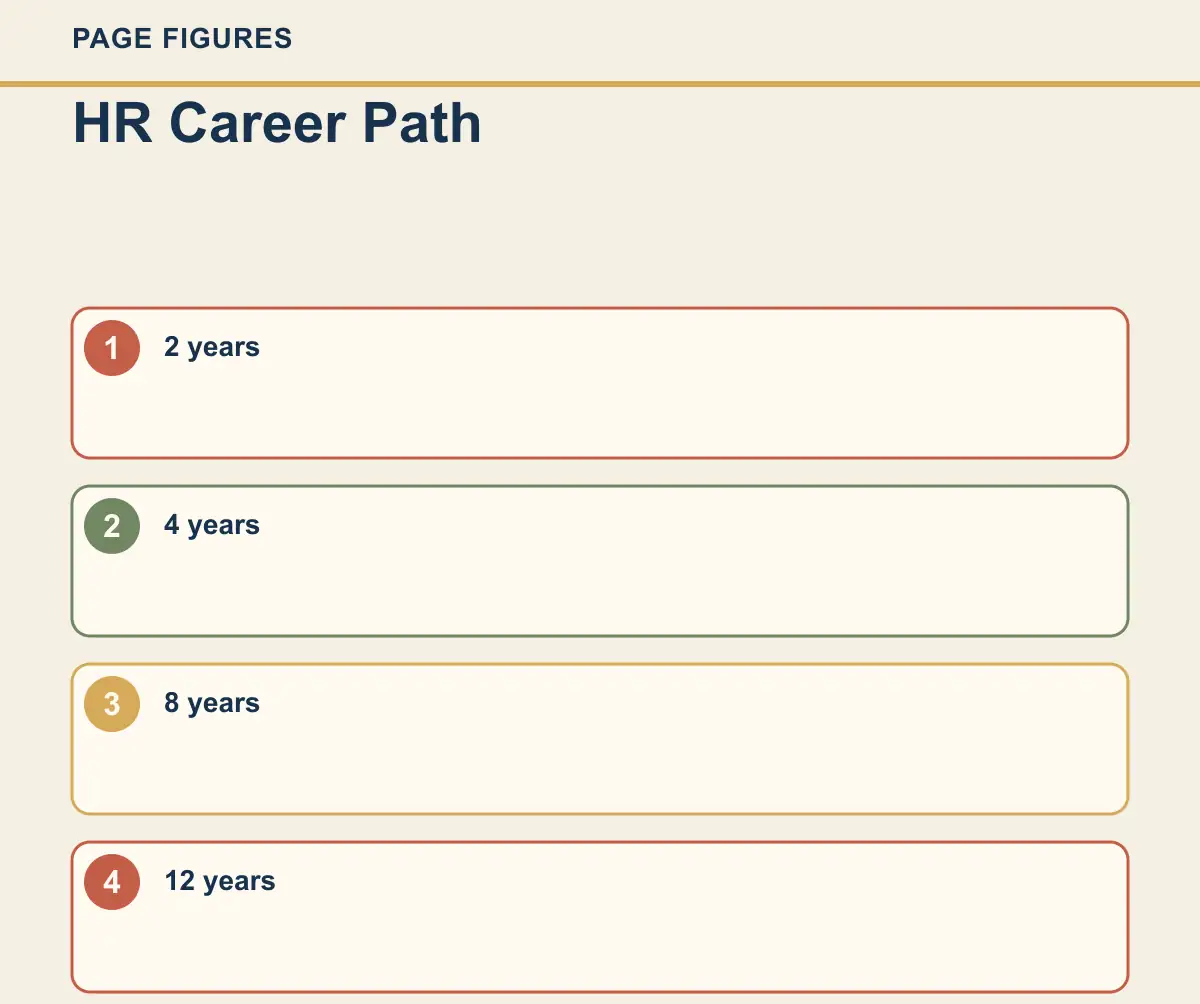 PAGE FIGURES
HR Career Path
1 2 years
2 4 years
3 8 years
4 12 years